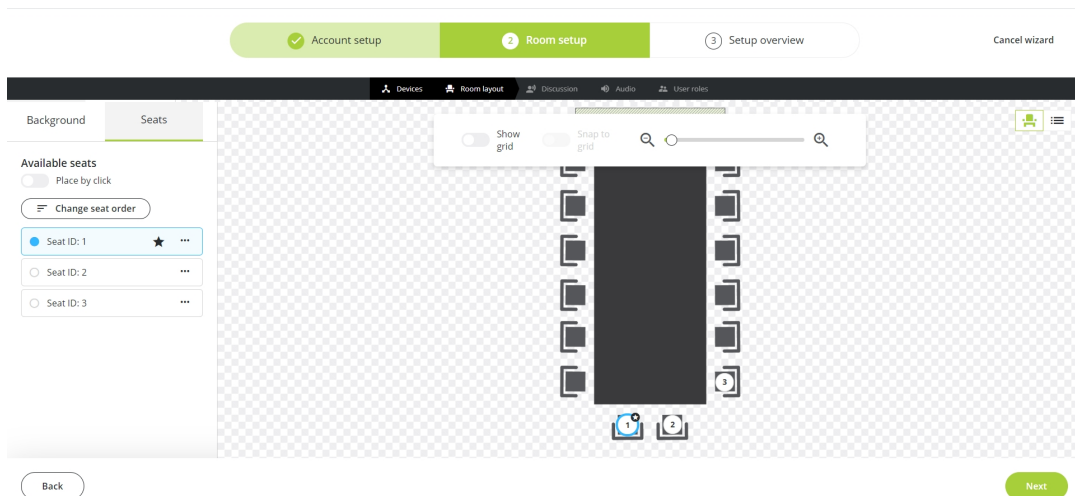 Account setup
2 Room setup
3 Setup overview
Cancel wizard
Devices
Room layout
Discussion
Audio
User roles
Background
Seats
Show grid
Snap to grid
Available seats
Place by click
Change seat order
Seat ID: 1
Seat ID: 2
Seat ID: 3
3
1
2
Back
Next